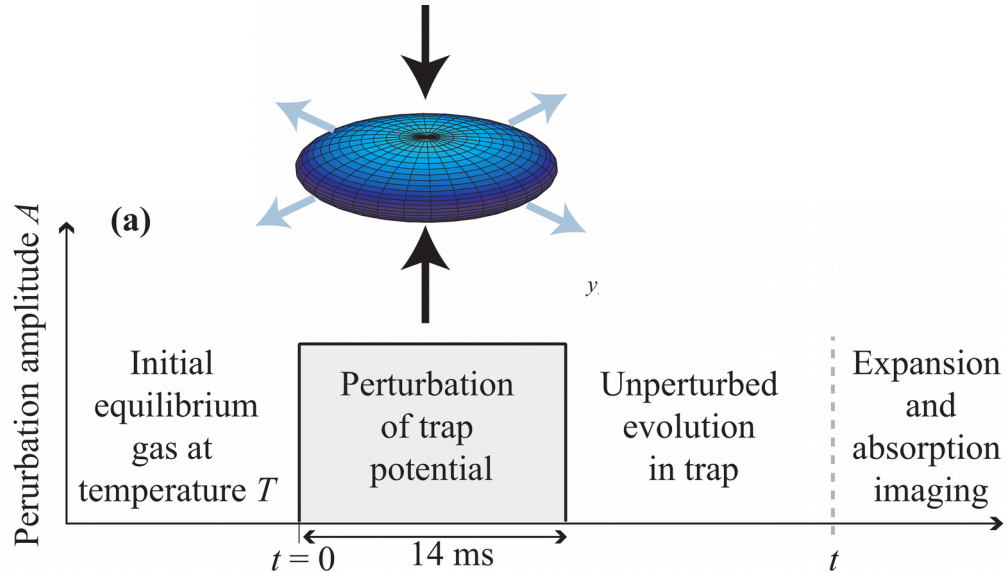 (a)
y.
Perurbation amplitude A
Initial
equilibrium
gas at
temperature T
Perturbation
of trap
potential
Unperturbed
evolution
in trap
Expansion
and
absorption
imaging
t = 0
14 ms
t